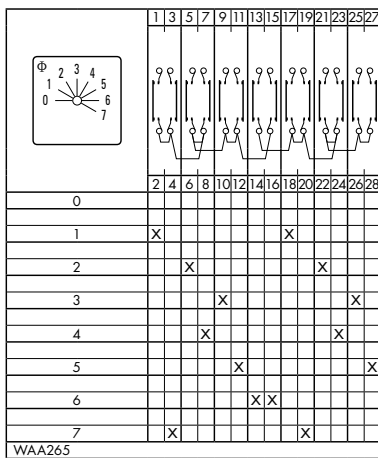 1 3 5 7 9 11 13 15 17 19 21 23 25 27
Φ
0 1 2 3 4 5 6 7
2 4 6 8 10 12 14 16 18 20 22 24 26 28
0
1 X X
2 X X
3 X X
4 X X
5 X X
6 X X
7 X X
WAA265